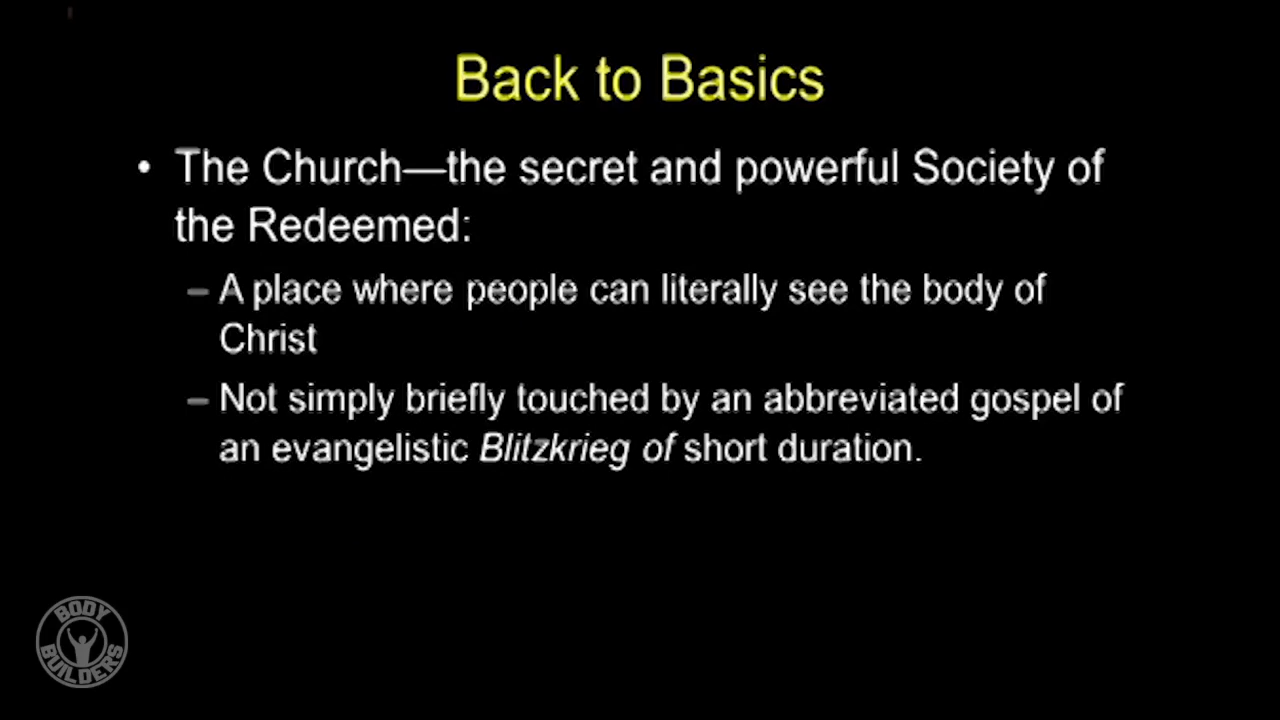 Back to Basics
• The Church—the secret and powerful Society of
the Redeemed:
– A place where people can literally see the body of
Christ
– Not simply briefly touched by an abbreviated gospel of
an evangelistic Blitzkrieg of short duration.
BODY
BUILDERS